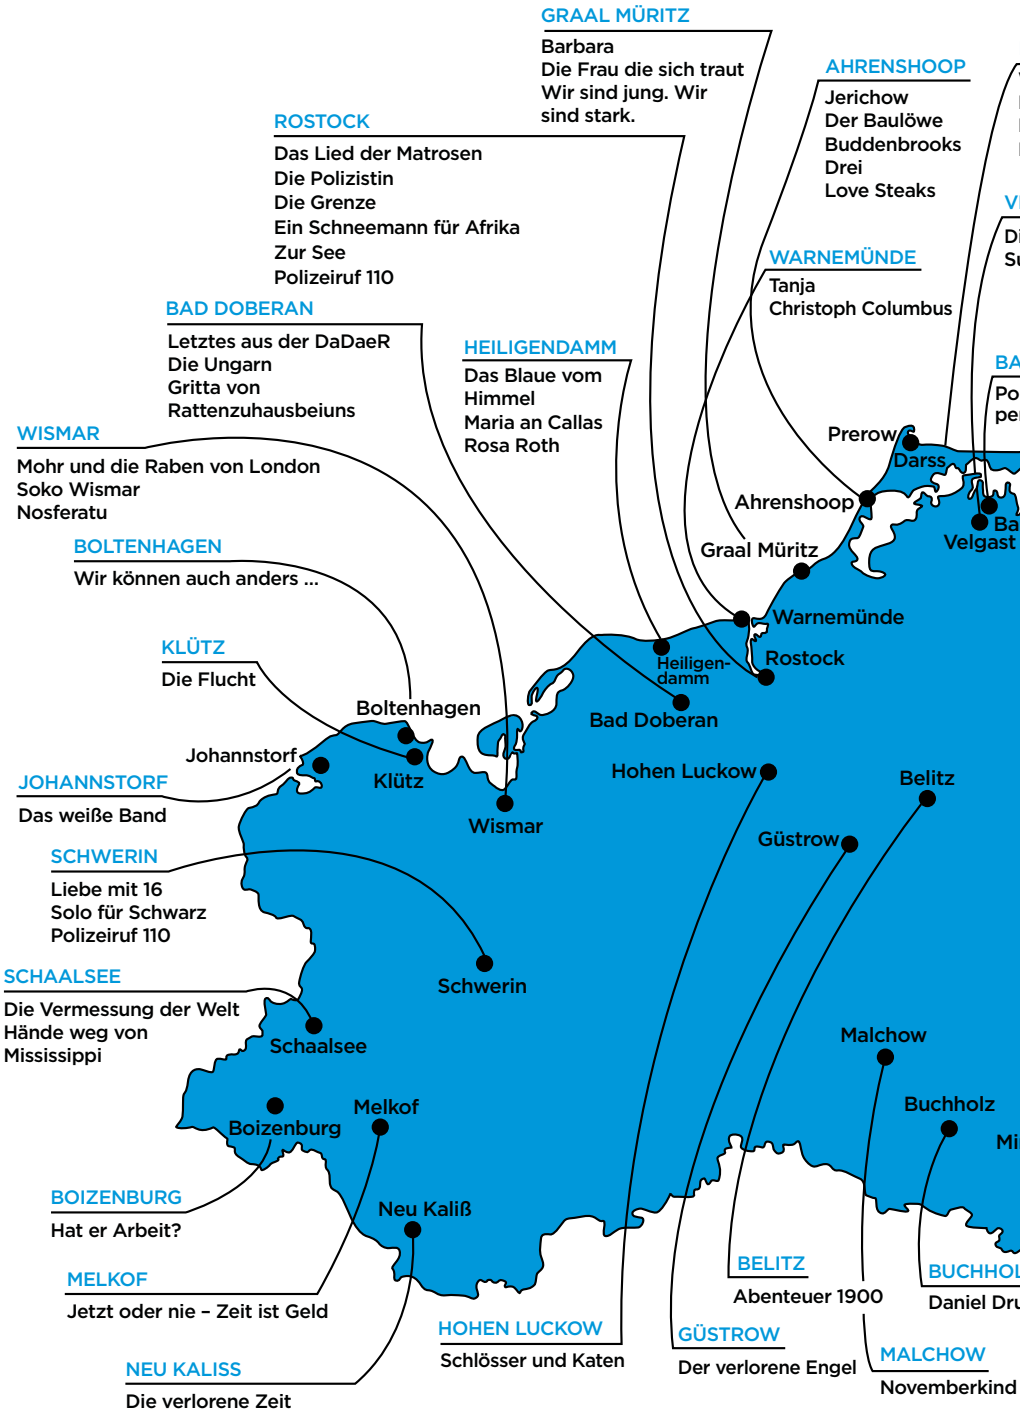 GRAAL MÜRITZ
Barbara
Die Frau die sich traut
Wir sind jung. Wir
sind stark.
AHRENSHOOP
Jerichow
Der Baulöwe
Buddenbrooks
Drei
Love Steaks
ROSTOCK
Das Lied der Matrosen
Die Polizistin
Die Grenze
Ein Schneemann für Afrika
Zur See
Polizeiruf 110
WARNEMÜNDE
Tanja
Christoph Columbus
BAD DOBERAN
Letztes aus der DaDaeR
Die Ungarn
Gritta von
Rattenzuhausbeiuns
HEILIGENDAMM
Das Blaue vom
Himmel
Maria an Callas
Rosa Roth
WISMAR
Mohr und die Raben von London
Soko Wismar
Nosferatu
BOLTENHAGEN
Wir können auch anders ...
KLÜTZ
Die Flucht
JOHANNSTORF
Das weiße Band
SCHWERIN
Liebe mit 16
Solo für Schwarz
Polizeiruf 110
SCHAALSEE
Die Vermessung der Welt
Hände weg von
Mississippi
BOIZENBURG
Hat er Arbeit?
MELKOF
Jetzt oder nie – Zeit ist Geld
NEU KALISS
Die verlorene Zeit
HOHEN LUCKOW
Schlösser und Katen
GÜSTROW
Der verlorene Engel
BELITZ
Abenteuer 1900
MALCHOW
Novemberkind
BUCHHOL
Daniel Dru
Prerow
Darss
Ahrenshoop
Ba
Velgast
Graal Müritz
Warnemünde
Heiligen-
damm
Rostock
Bad Doberan
Boltenhagen
Johannstorf
Klütz
Wismar
Hohen Luckow
Belitz
Güstrow
Schwerin
Schaalsee
Malchow
Buchholz
Boizenburg
Melkof
Neu Kaliß